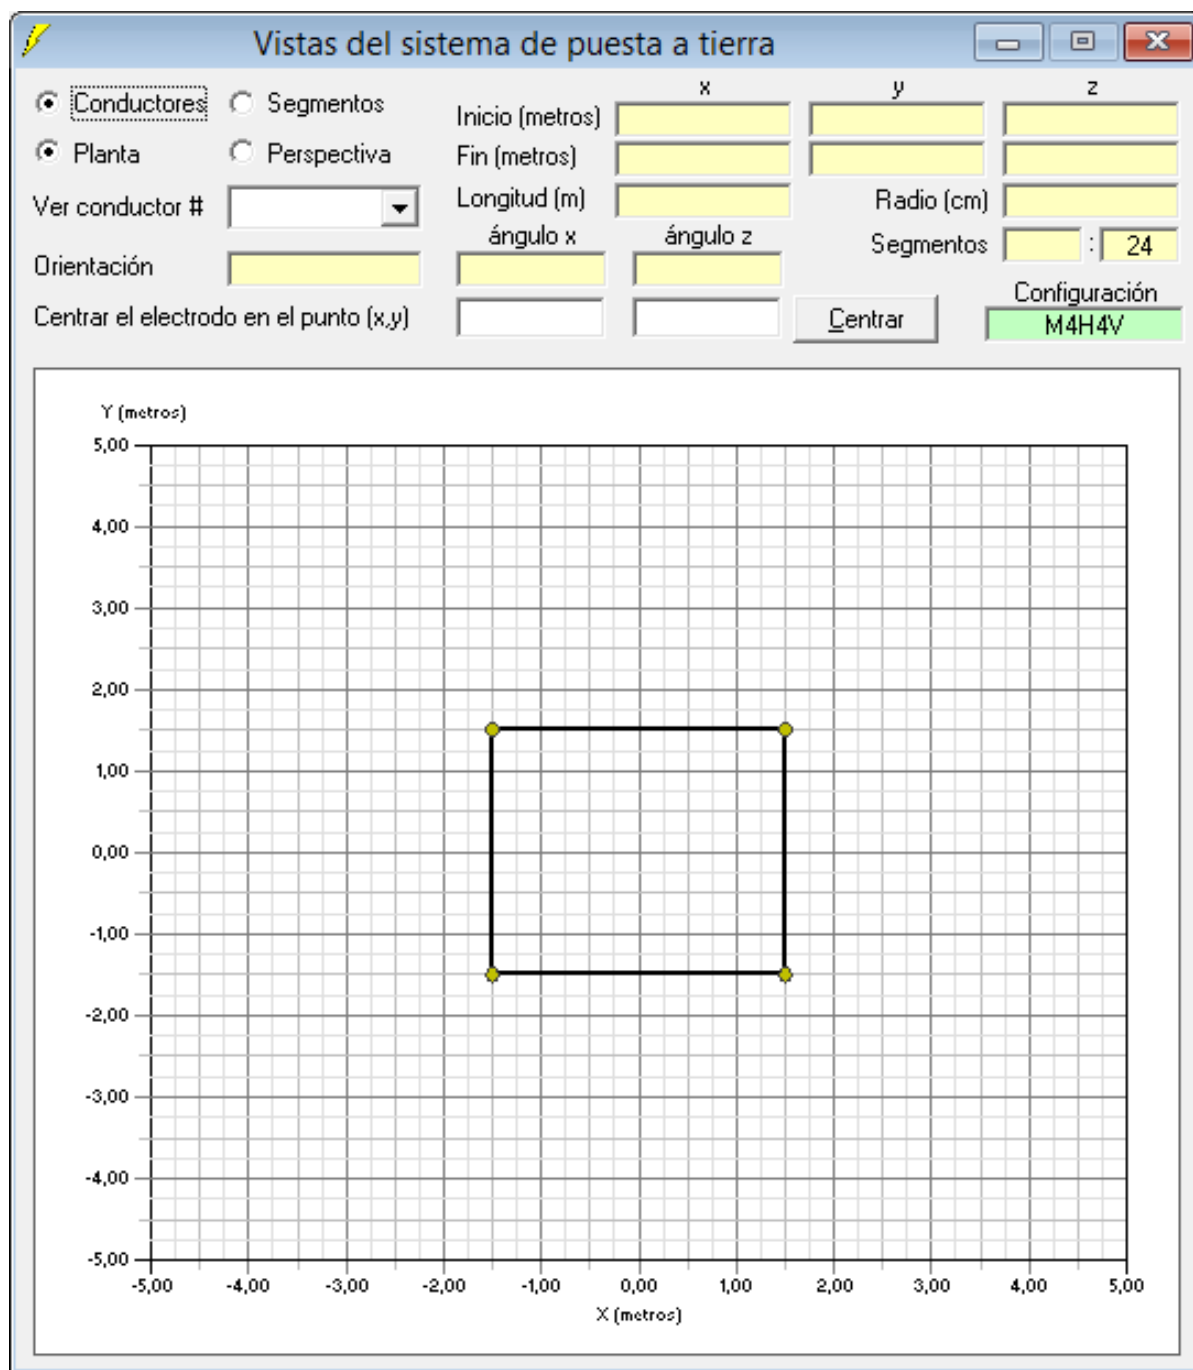 Vistas del sistema de puesta a tierra
Conductores Segmentos
Planta Perspectiva
Ver conductor #
Orientación
Centrar el electrodo en el punto (x,y)
x y z
Inicio (metros)
Fin (metros)
Longitud (m) Radio (cm)
ángulo x ángulo z
Segmentos : 24
Centrar
Configuración
M4H4V
Y (metros)
5,00
4,00
3,00
2,00
1,00
0,00
-1,00
-2,00
-3,00
-4,00
-5,00
-5,00 -4,00 -3,00 -2,00 -1,00 0,00 1,00 2,00 3,00 4,00 5,00
X (metros)